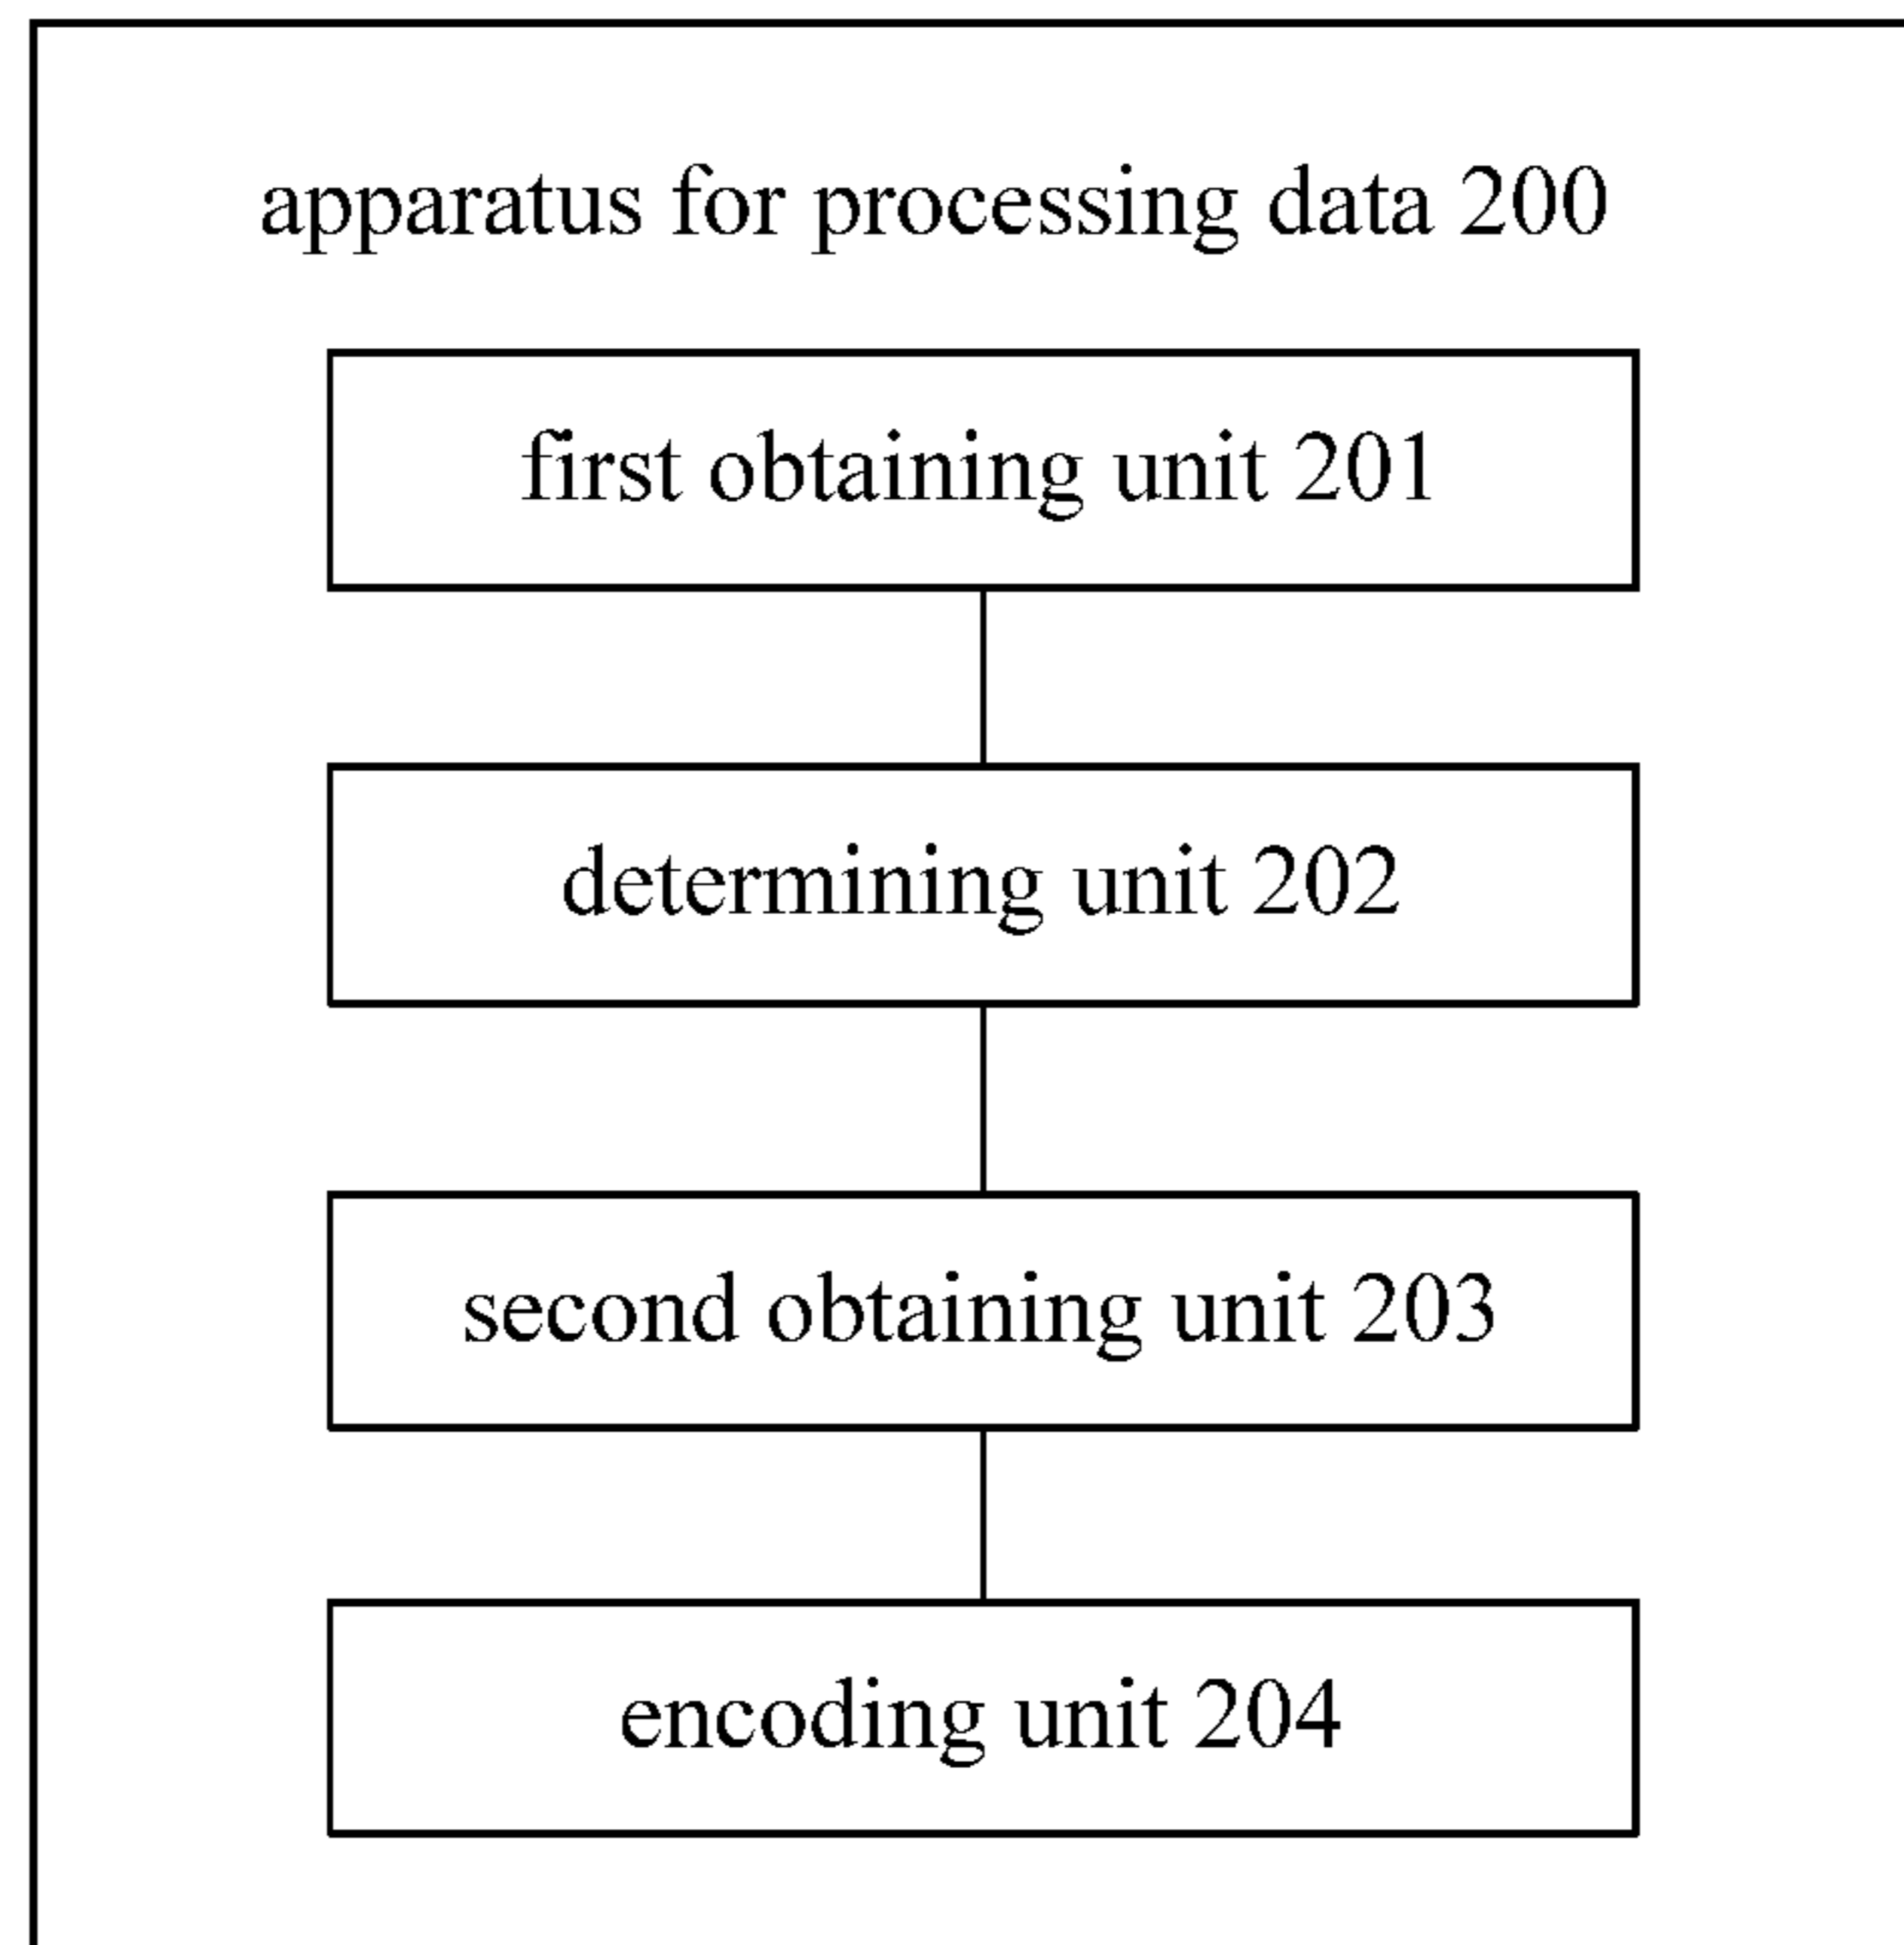 apparatus for processing data 200
first obtaining unit 201
determining unit 202
second obtaining unit 203
encoding unit 204